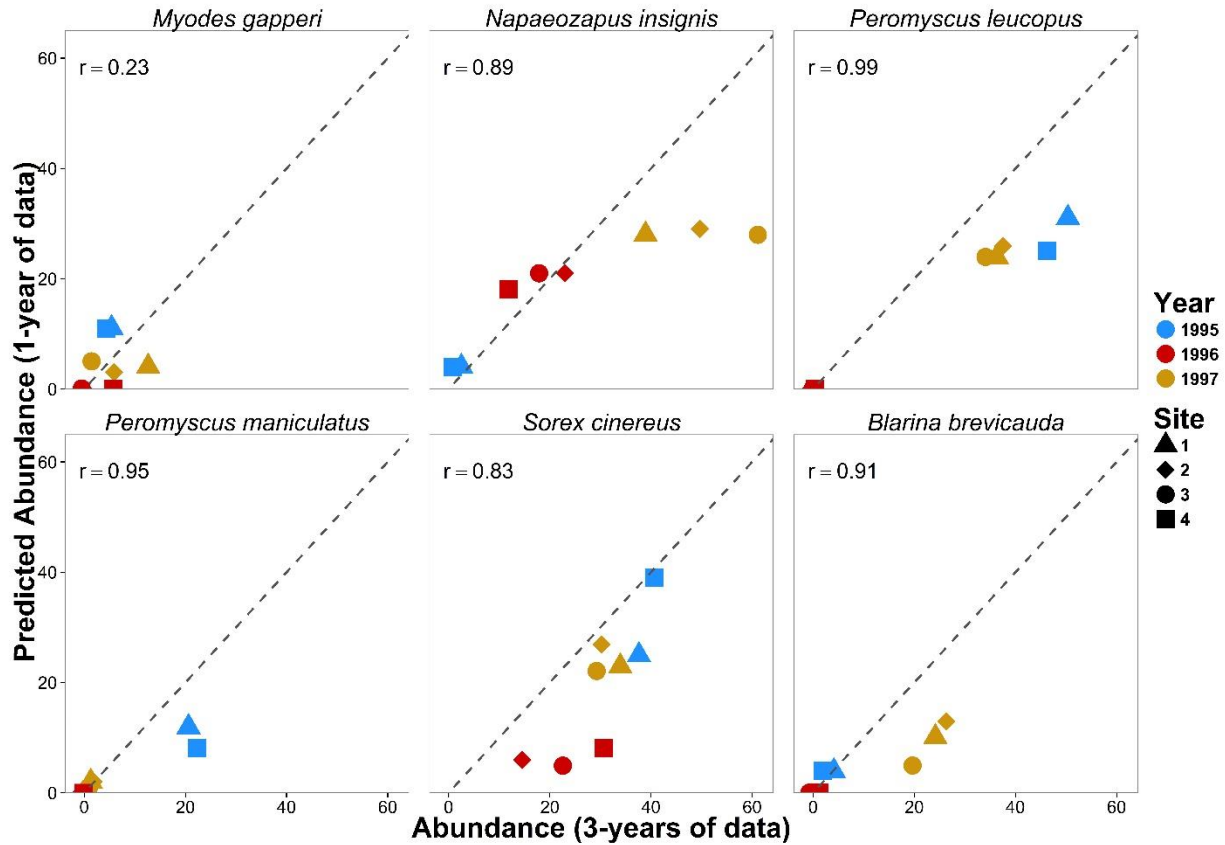 Myodes gapperi
Napaeozapus insignis
Peromyscus leucopus
60
40
20
0
r = 0.23
r = 0.89
r = 0.99
Predicted Abundance (1-year of data)
Peromyscus maniculatus
Sorex cinereus
Blarina brevicauda
60
40
20
0
r = 0.95
r = 0.83
r = 0.91
0 20 40 60
0 20 40 60
0 20 40 60
Abundance (3-years of data)
Year
1995
1996
1997
Site
1
2
3
4